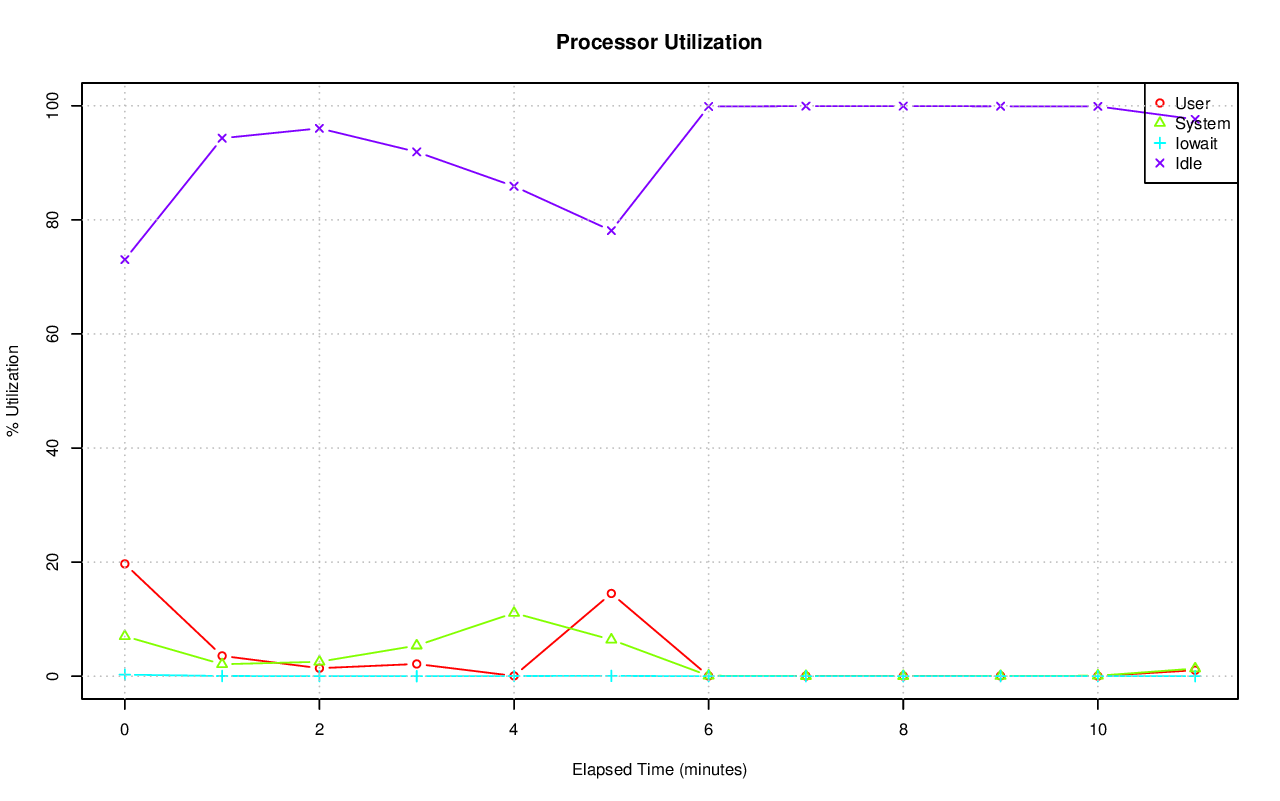 Processor Utilization
% Utilization
100
80
60
40
20
0
User
System
Iowait
Idle
0 2 4 6 8 10
Elapsed Time (minutes)